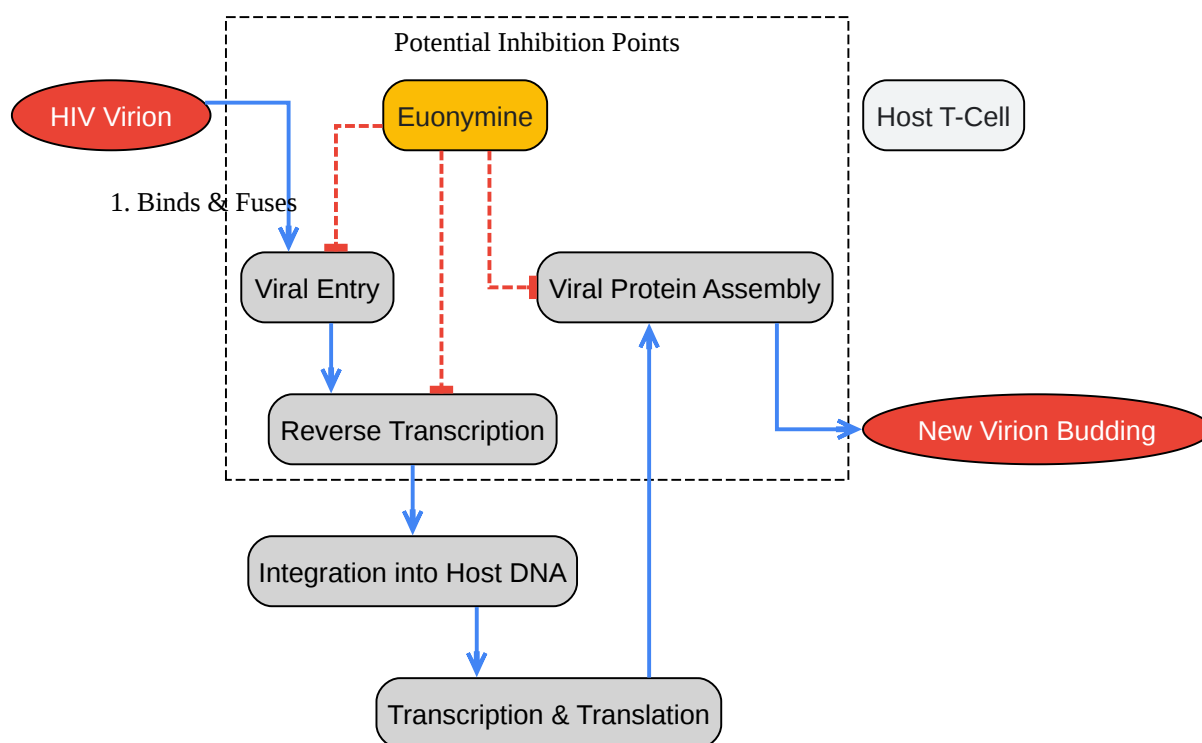 Potential Inhibition Points
HIV Virion
Euonymine
Host T-Cell
1. Binds & Fuses
Viral Entry
Viral Protein Assembly
Reverse Transcription
New Virion Budding
Integration into Host DNA
Transcription & Translation